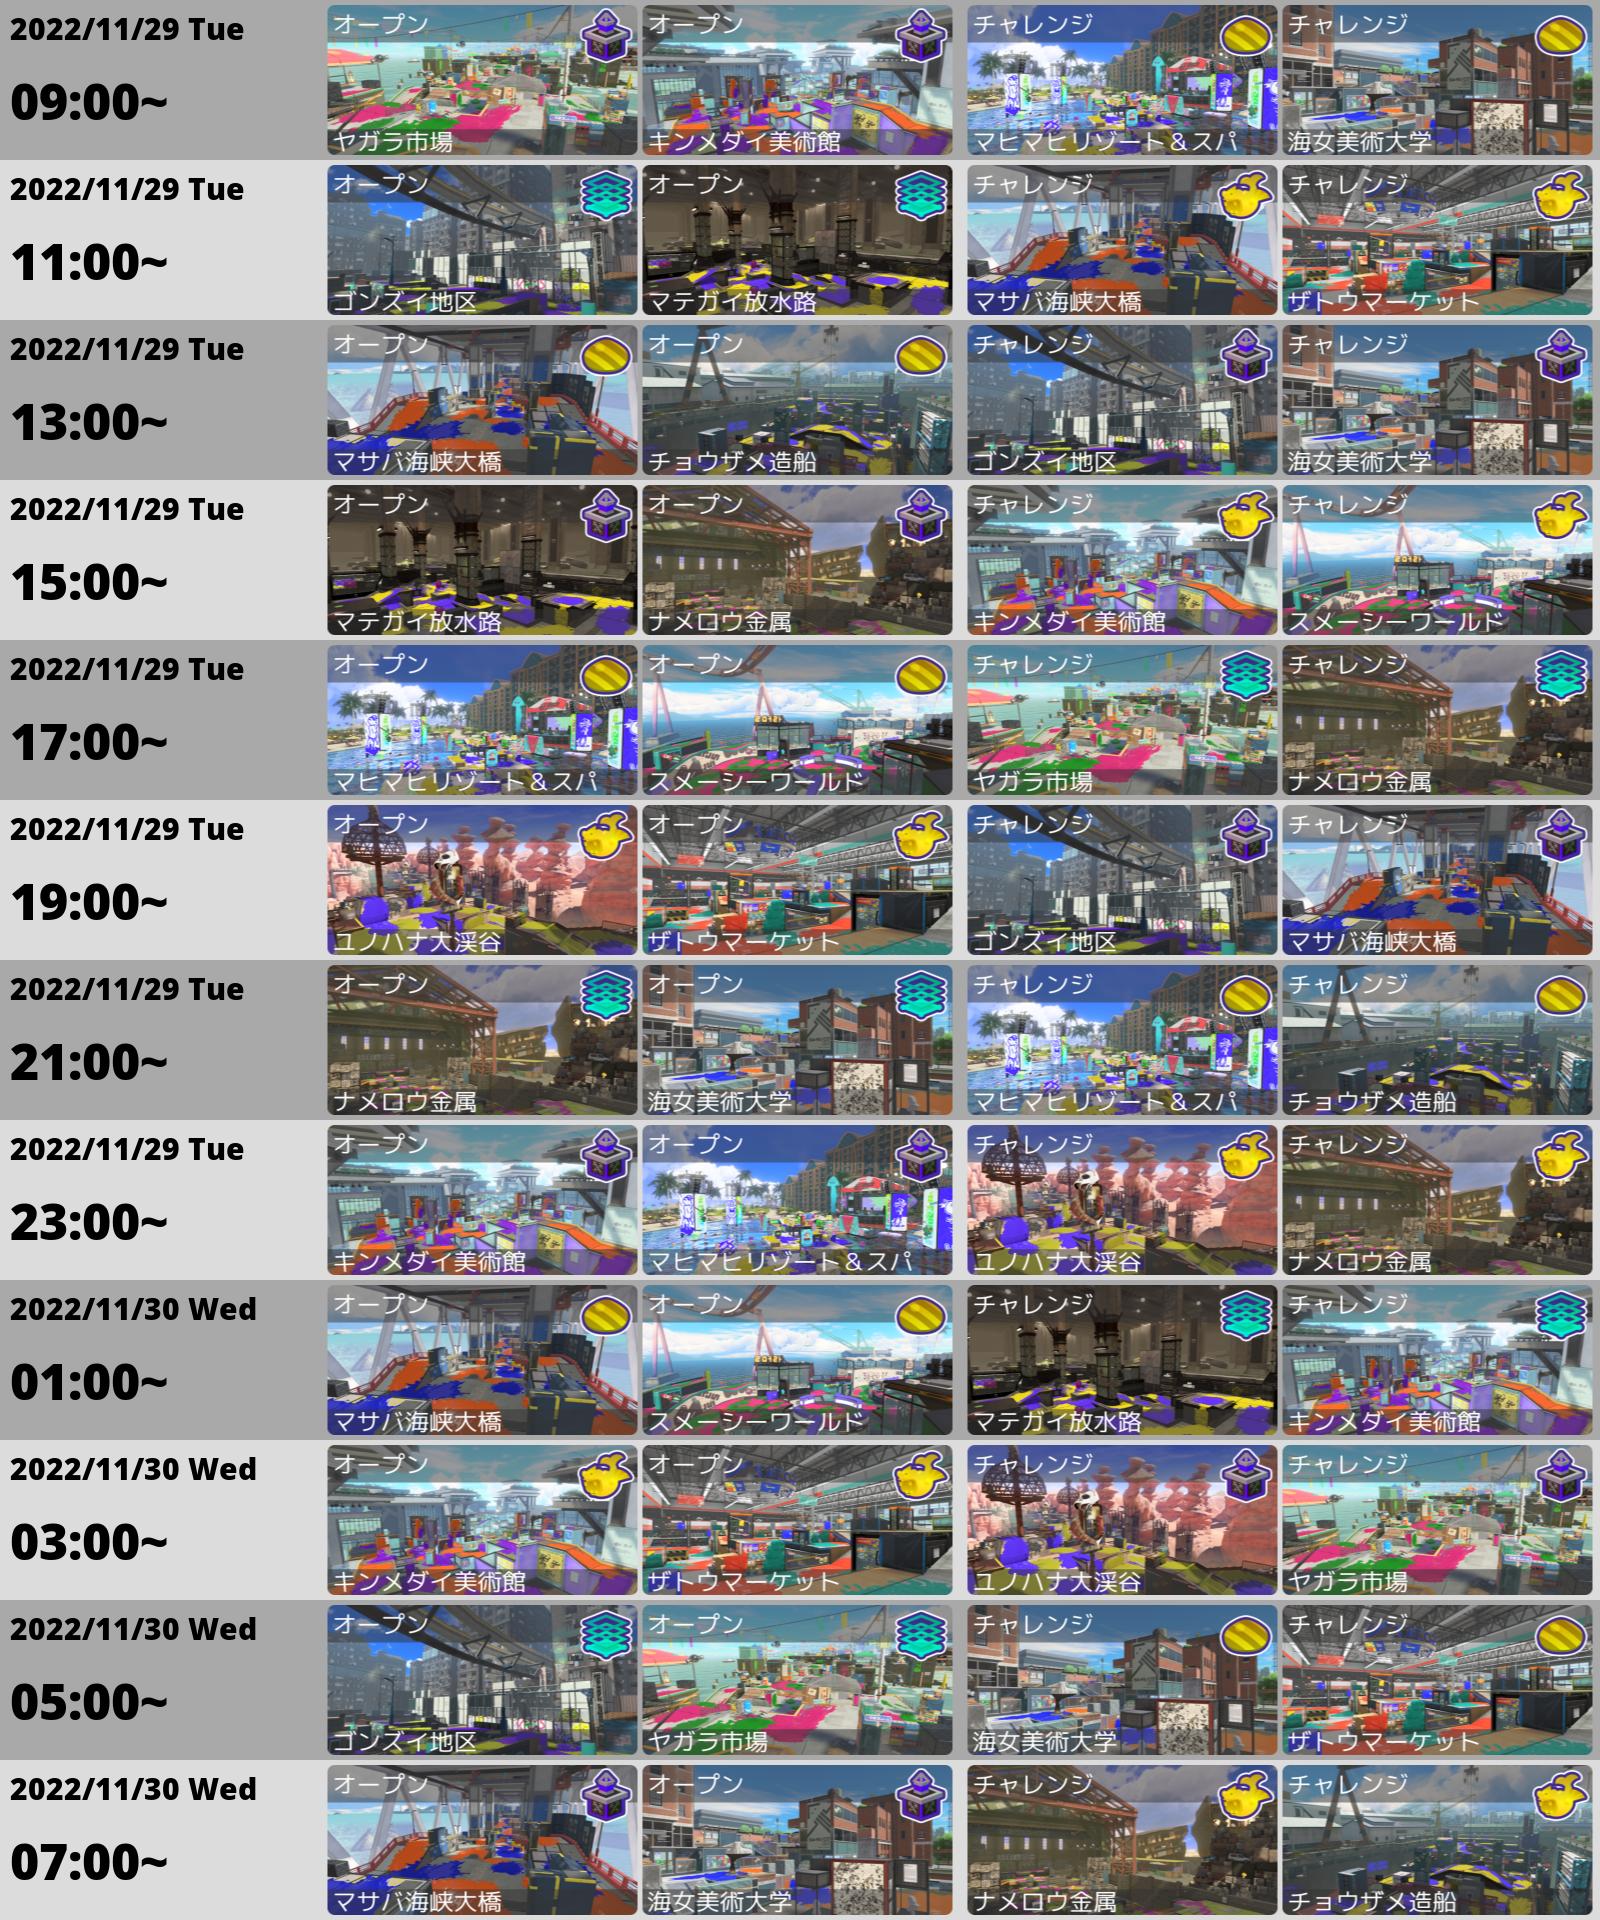 2022/11/29 Tue
09:00~
オープン オープン チャレンジ チャレンジ
ヤガラ市場 キンメダイ美術館 マヒマヒリゾート＆スパ 海女美術大学
2022/11/29 Tue
11:00~
オープン オープン チャレンジ チャレンジ
ゴンズイ地区 マテガイ放水路 マサバ海峡大橋 ザトウマーケット
2022/11/29 Tue
13:00~
オープン オープン チャレンジ チャレンジ
マサバ海峡大橋 チョウザメ造船 ゴンズイ地区 海女美術大学
2022/11/29 Tue
15:00~
オープン オープン チャレンジ チャレンジ
マテガイ放水路 ナメロウ金属 キンメダイ美術館 スメーシーワールド
2022/11/29 Tue
17:00~
オープン オープン チャレンジ チャレンジ
マヒマヒリゾート＆スパ スメーシーワールド ヤガラ市場 ナメロウ金属
2022/11/29 Tue
19:00~
オープン オープン チャレンジ チャレンジ
ユノハナ大渓谷 ザトウマーケット ゴンズイ地区 マサバ海峡大橋
2022/11/29 Tue
21:00~
オープン オープン チャレンジ チャレンジ
ナメロウ金属 海女美術大学 マヒマヒリゾート＆スパ チョウザメ造船
2022/11/29 Tue
23:00~
オープン オープン チャレンジ チャレンジ
キンメダイ美術館 マヒマヒリゾート＆スパ ユノハナ大渓谷 ナメロウ金属
2022/11/30 Wed
01:00~
オープン オープン チャレンジ チャレンジ
マサバ海峡大橋 スメーシーワールド マテガイ放水路 キンメダイ美術館
2022/11/30 Wed
03:00~
オープン オープン チャレンジ チャレンジ
キンメダイ美術館 ザトウマーケット ユノハナ大渓谷 ヤガラ市場
2022/11/30 Wed
05:00~
オープン オープン チャレンジ チャレンジ
ゴンズイ地区 ヤガラ市場 海女美術大学 ザトウマーケット
2022/11/30 Wed
07:00~
オープン オープン チャレンジ チャレンジ
マサバ海峡大橋 海女美術大学 ナメロウ金属 チョウザメ造船